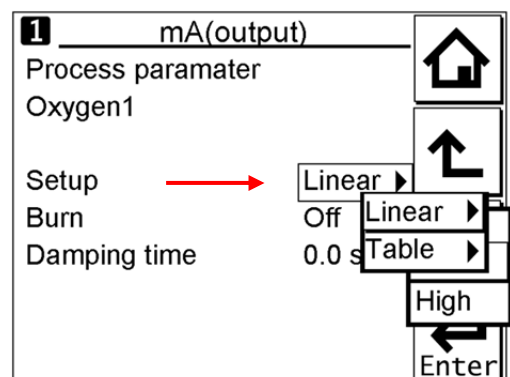 1 mA(output)
Process paramater
Oxygen1
Setup Linear
Burn Off Linear
Damping time 0.0 s Table
High
Enter